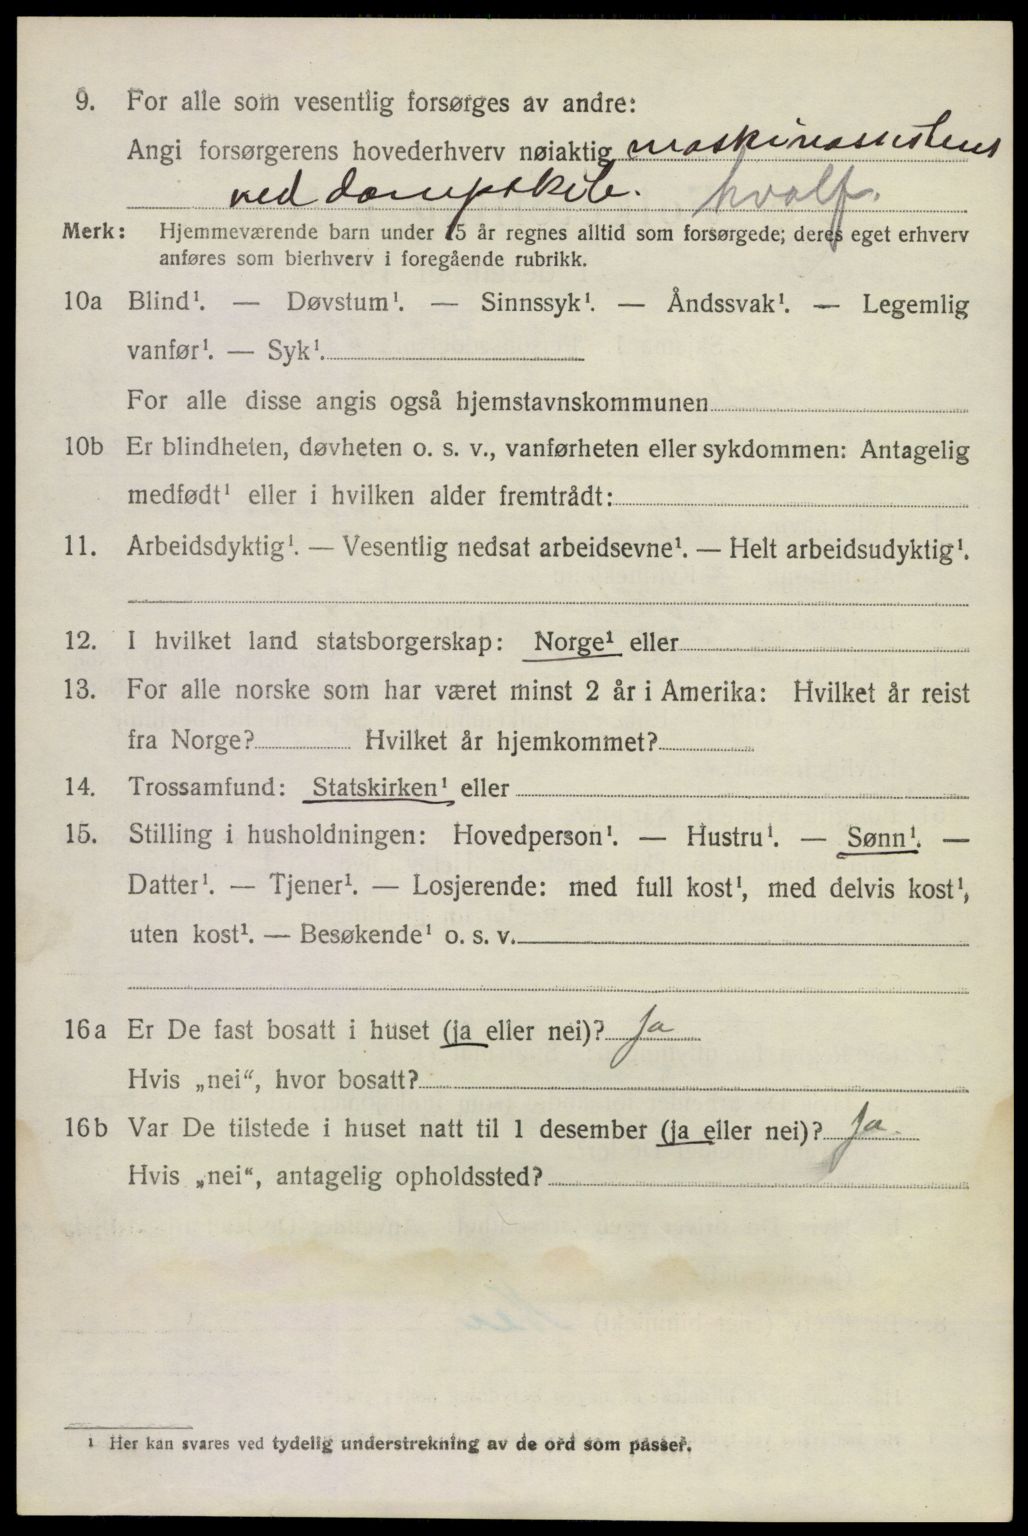 9. For alle som vesentlig forsørges av andre:
Angi forsørgerens hovederhverv nøiaktig maskinassistens
ved dampskib. hvalf.
Merk: Hjemmeværende barn under 15 år regnes alltid som forsørgede; deres eget erhverv
anføres som bierhverv i foregående rubrikk.
10a Blind¹. — Døvstum¹. — Sinnssyk¹. — Åndssvak¹. — Legemlig
vanfør¹. — Syk¹.
For alle disse angis også hjemstavnskommunen
10b Er blindheten, døvheten o. s. v., vanførheten eller sykdommen: Antagelig
medfødt¹ eller i hvilken alder fremtrådt:
11. Arbeidsdyktig¹. — Vesentlig nedsat arbeidsevne¹. — Helt arbeidsudyktig¹.
12. I hvilket land statsborgerskap: Norge¹ eller
13. For alle norske som har været minst 2 år i Amerika: Hvilket år reist
fra Norge? Hvilket år hjemkommet?
14. Trossamfund: Statskirken¹ eller
15. Stilling i husholdningen: Hovedperson¹. — Hustru¹. — Sønn¹. —
Datter¹. — Tjener¹. — Losjerende: med full kost¹, med delvis kost¹,
uten kost¹. — Besøkende¹ o. s. v.
16a Er De fast bosatt i huset (ja eller nei)? Ja
Hvis „nei“, hvor bosatt?
16b Var De tilstede i huset natt til 1 desember (ja eller nei)? Ja.
Hvis „nei“, antagelig opholdssted?
¹ Her kan svares ved tydelig understrekning av de ord som passer.